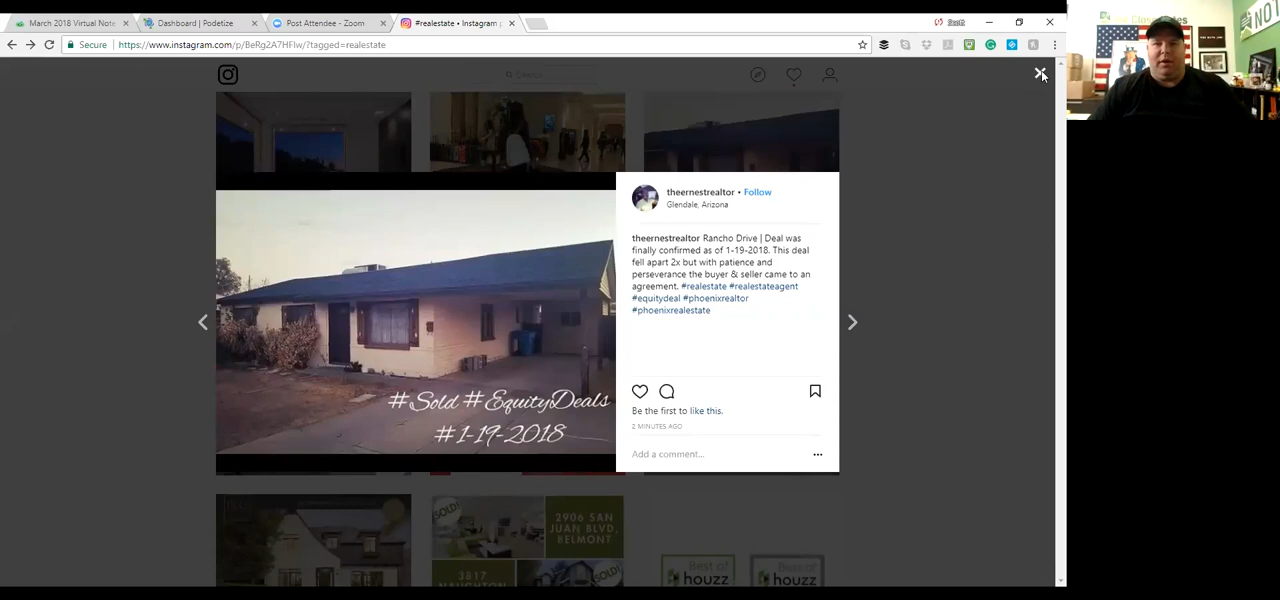 March 2018 Virtual Note
Dashboard | Podetize
Post Attendee - Zoom
#realestate • Instagram
Secure
https://www.instagram.com/p/BeRg2A7HFlw/?tagged=realestate
Search
theernestrealtor • Follow
Glendale, Arizona
theernestrealtor Rancho Drive | Deal was
finally confirmed as of 1-19-2018. This deal
fell apart 2x but with patience and
perseverance the buyer & seller came to an
agreement. #realestate #realestateagent
#equitydeal #phoenixrealtor
#phoenixrealestate
#Sold #EquityDeals
#1-19-2018
Be the first to like this.
2 MINUTES AGO
Add a comment...
SOLD!
2906 SAN
JUAN BLVD,
BELMONT
3817
NAUGHTON
SOLD!
Best of
houzz
Best of
houzz